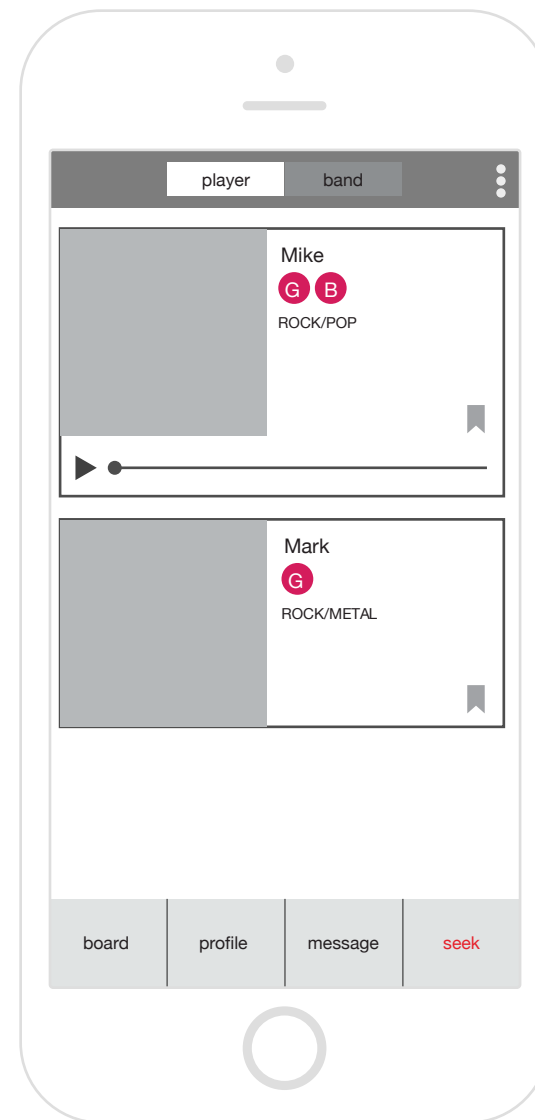 player band
Mike
G B
ROCK/POP
Mark
G
ROCK/METAL
board profile message seek